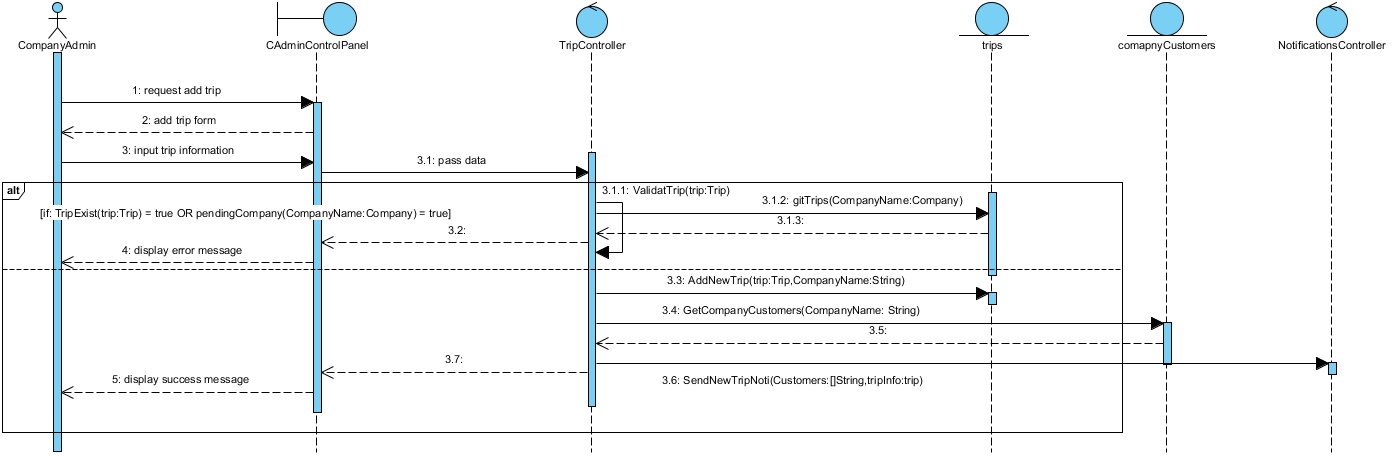 CompanyAdmin
CAdminControlPanel
TripController
trips
comapnyCustomers
NotificationsController
1: request add trip
2: add trip form
3: input trip information
3.1: pass data
alt
3.1.1: ValidatTrip(trip:Trip)
3.1.2: gitTrips(CompanyName:Company)
[if: TripExist(trip:Trip) = true OR pendingCompany(CompanyName:Company) = true]
3.1.3:
3.2:
4: display error message
3.3: AddNewTrip(trip:Trip,CompanyName:String)
3.4: GetCompanyCustomers(CompanyName: String)
3.5:
3.7:
5: display success message
3.6: SendNewTripNoti(Customers:[]String,tripInfo:trip)